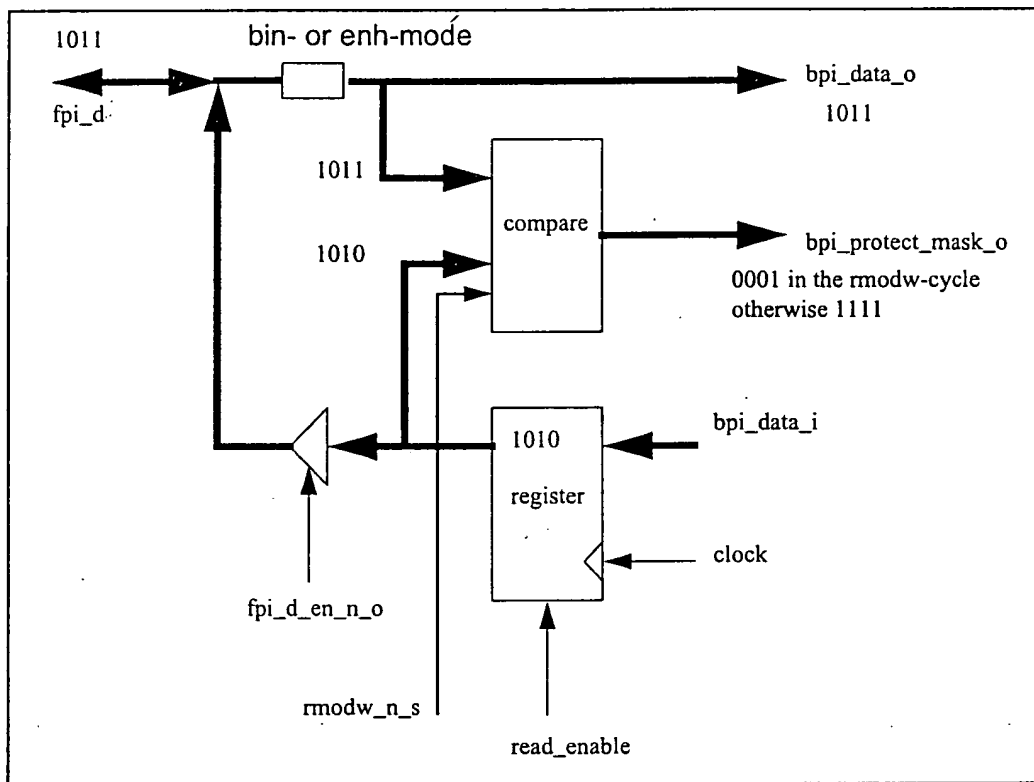 bin- or enh-mode
1011
fpi_d
bpi_data_o
1011
1011
compare
1010
bpi_protect_mask_o
0001 in the rmodw-cycle
otherwise 1111
1010
register
bpi_data_i
clock
fpi_d_en_n_o
rmodw_n_s
read_enable